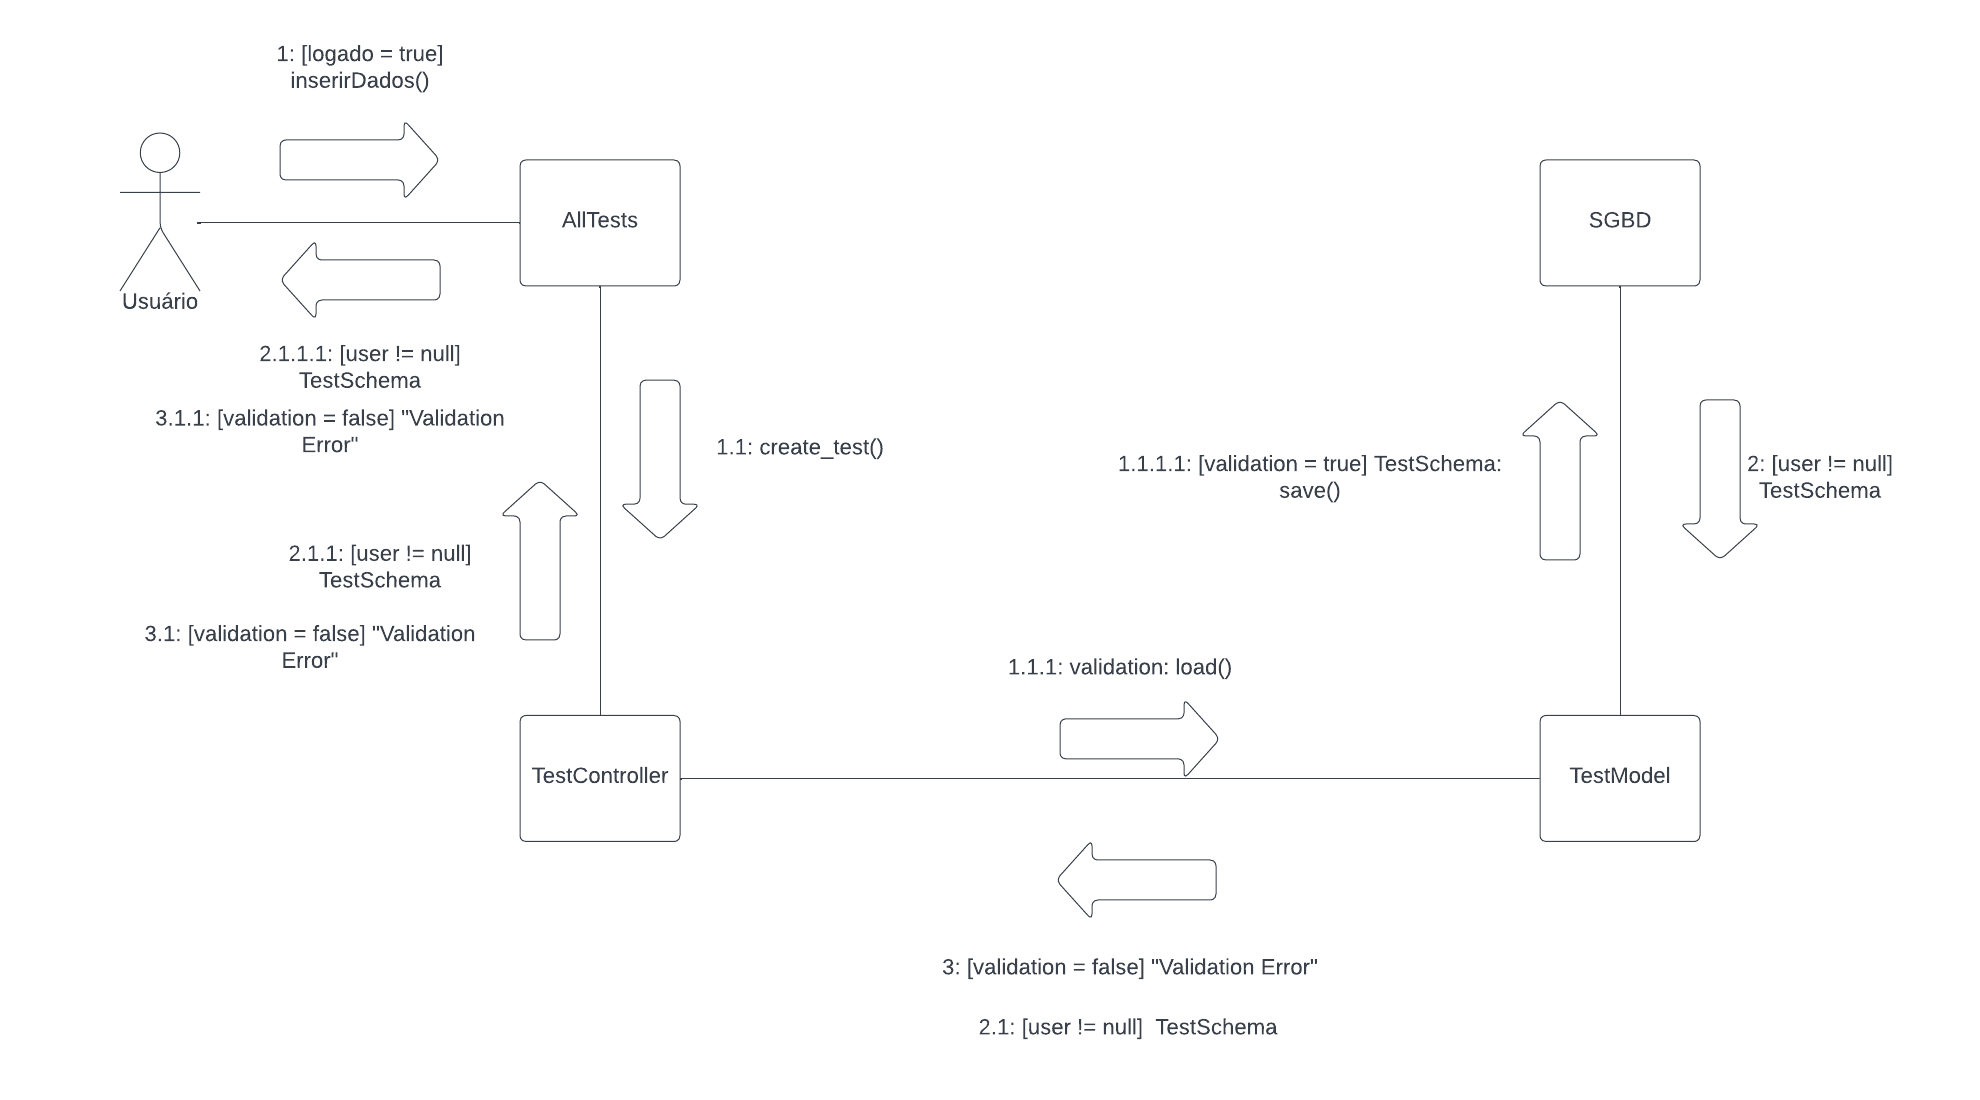 1: [logado = true]
inserirDados()
AllTests
SGBD
Usuário
2.1.1.1: [user != null]
TestSchema
3.1.1: [validation = false] "Validation
Error"
1.1: create_test()
1.1.1.1: [validation = true] TestSchema:
save()
2: [user != null]
TestSchema
2.1.1: [user != null]
TestSchema
3.1: [validation = false] "Validation
Error"
1.1.1: validation: load()
TestController
TestModel
3: [validation = false] "Validation Error"
2.1: [user != null]  TestSchema